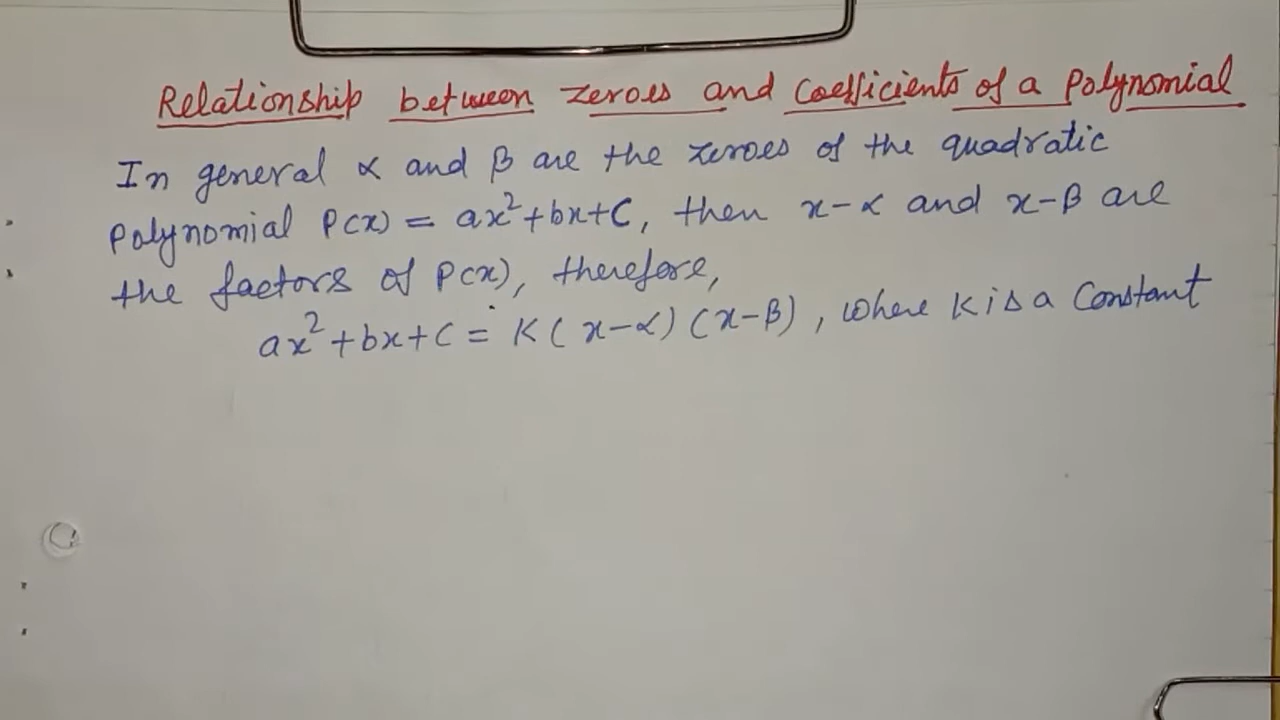 Relationship between zeroes and Coefficients of a Polynomial
In general α and β are the zeroes of the quadratic
Polynomial P(x) = ax²+bx+C, then x-α and x-β are
the factors of P(x), therefore,
ax²+bx+C = K(x-α)(x-β), where K is a Constant